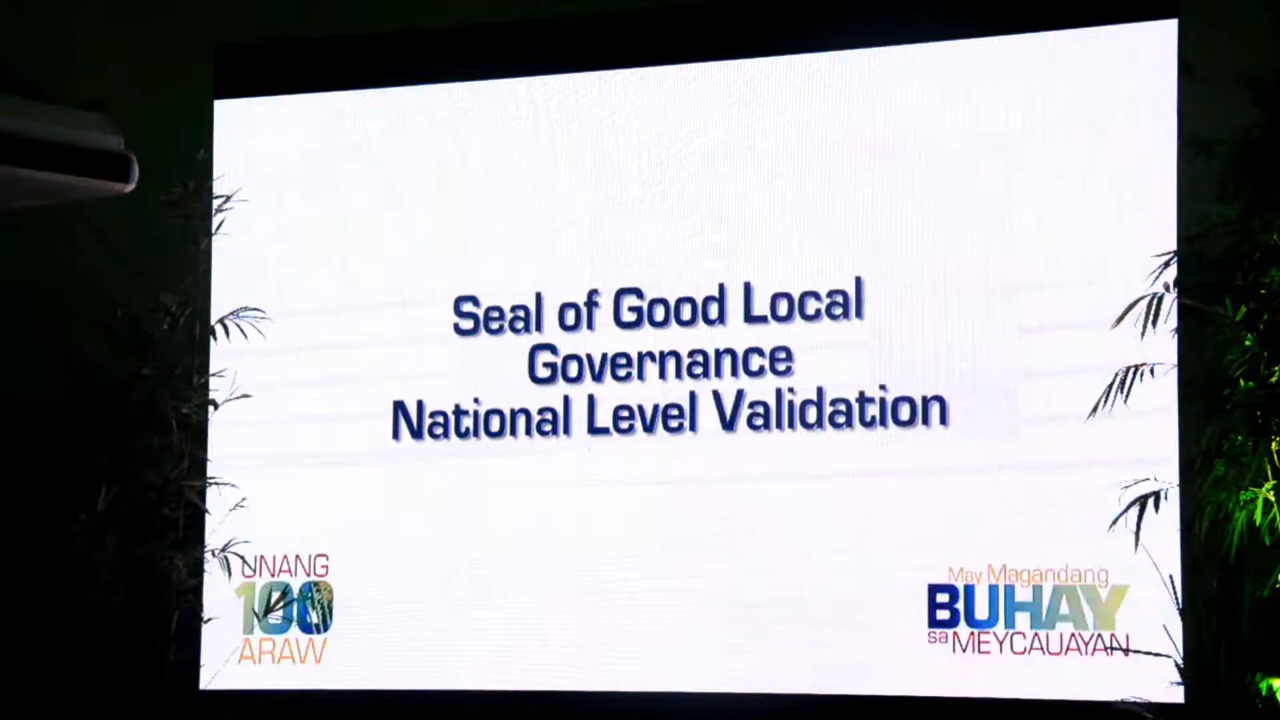 Seal of Good Local
Governance
National Level Validation
UNANG
100
ARAW
May Magandang
BUHAY
sa MEYCAUAYAN